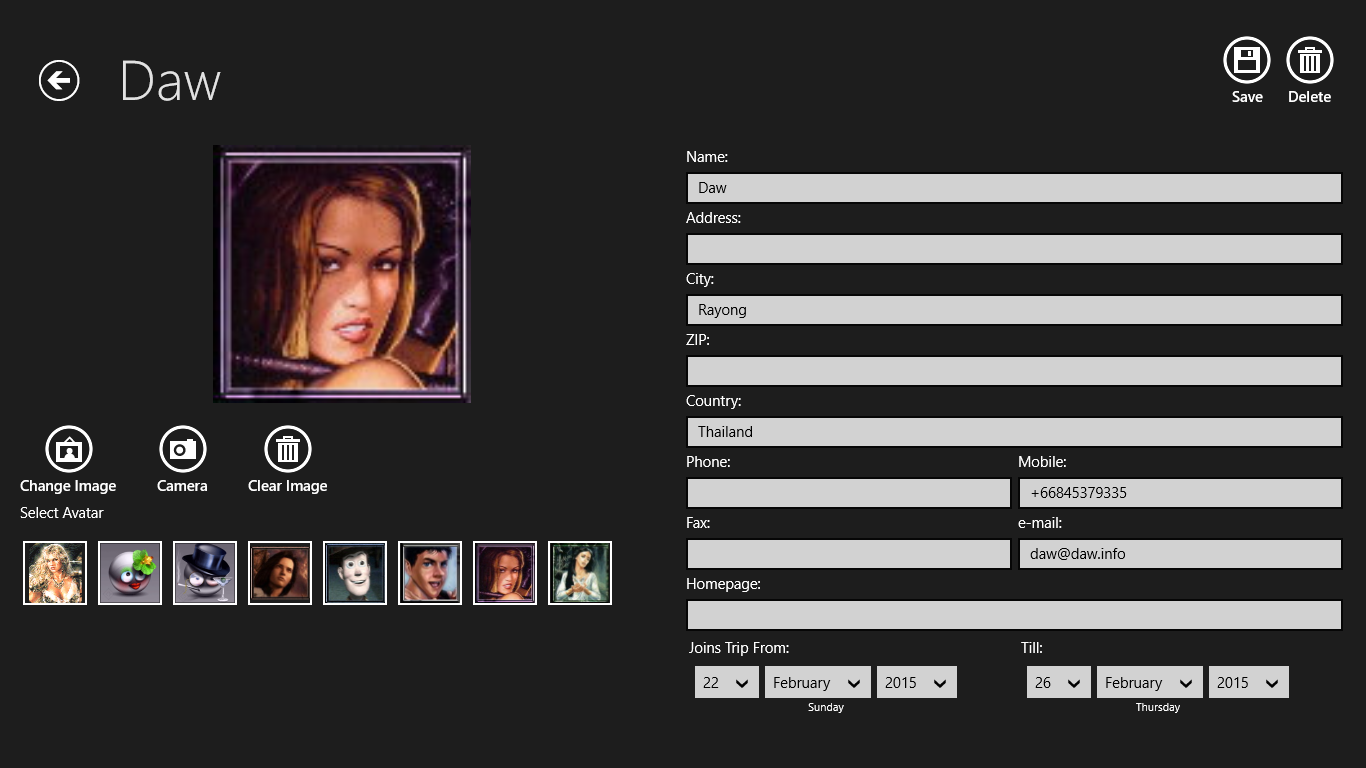 Daw
Save
Delete
Name:
Daw
Address:
City:
Rayong
ZIP:
Country:
Thailand
Phone:
Mobile:
+66845379335
Fax:
e-mail:
daw@daw.info
Homepage:
Joins Trip From:
Till:
22
February
2015
26
February
2015
Sunday
Thursday
Change Image
Camera
Clear Image
Select Avatar